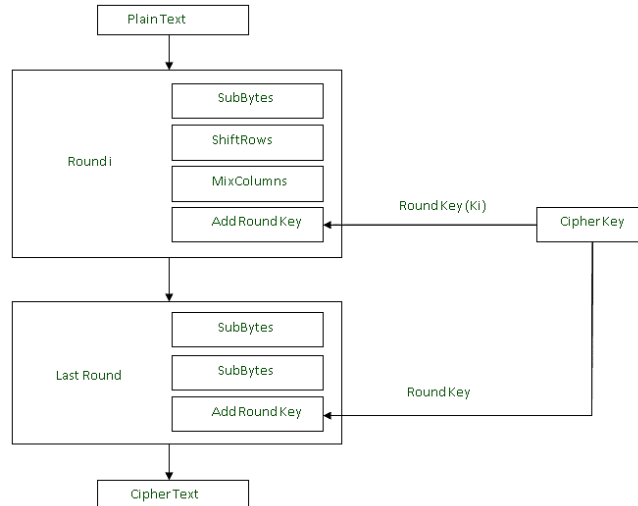 Plain Text
SubBytes
ShiftRows
Round i
MixColumns
Round Key (Ki)
Add Round Key
Cipher Key
SubBytes
SubBytes
Last Round
Round Key
Add Round Key
Cipher Text